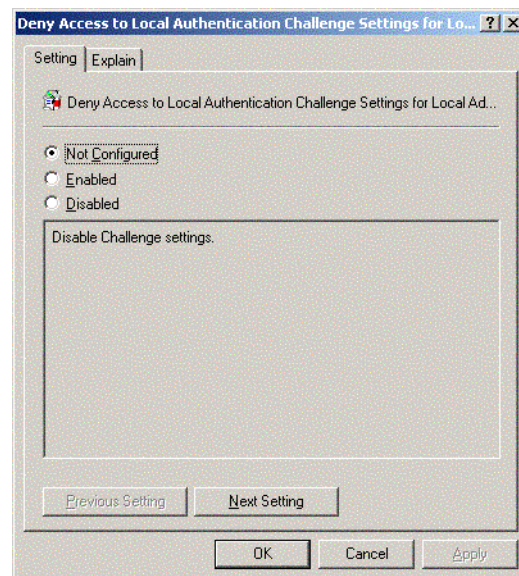 Deny Access to Local Authentication Challenge Settings for Lo...
Setting
Explain
Deny Access to Local Authentication Challenge Settings for Local Ad...
Not Configured
Enabled
Disabled
Disable Challenge settings.
Previous Setting
Next Setting
OK
Cancel
Apply